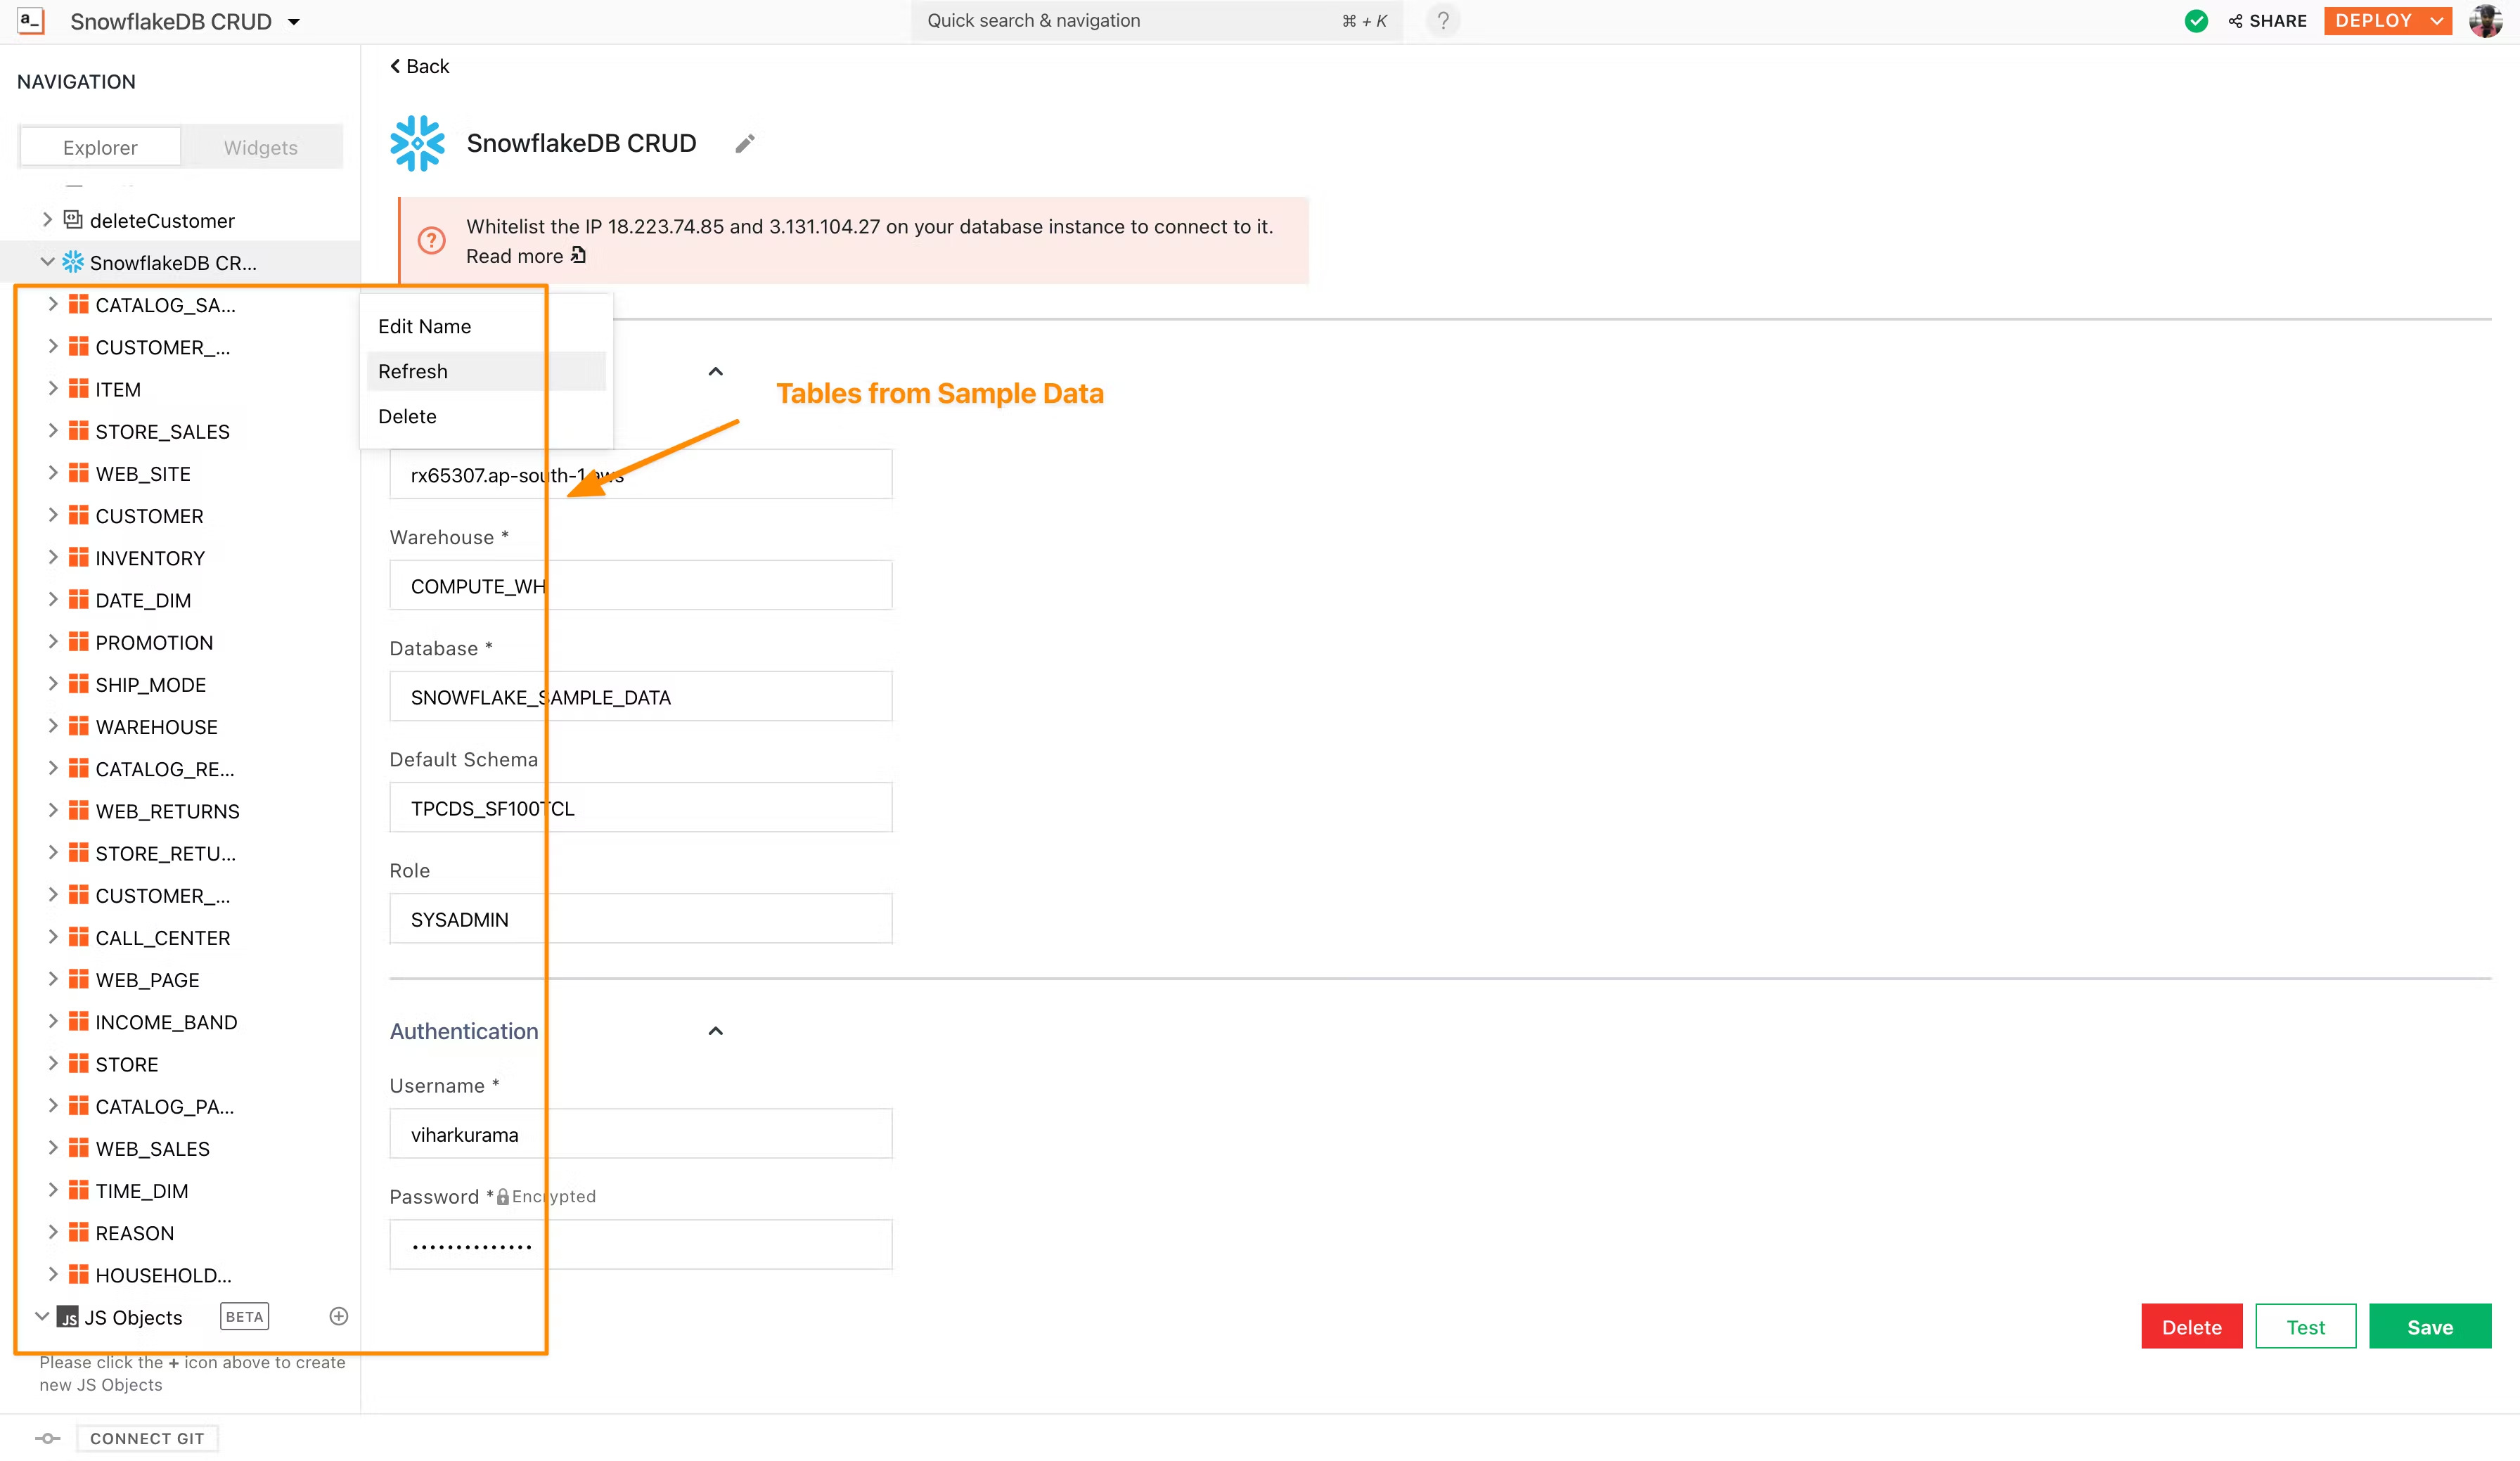 a_ SnowflakeDB CRUD
Quick search & navigation ⌘ + K ?
SHARE DEPLOY
NAVIGATION
Explorer Widgets
deleteCustomer
SnowflakeDB CR...
CATALOG_SA...
CUSTOMER_...
ITEM
STORE_SALES
WEB_SITE
CUSTOMER
INVENTORY
DATE_DIM
PROMOTION
SHIP_MODE
WAREHOUSE
CATALOG_RE...
WEB_RETURNS
STORE_RETU...
CUSTOMER_...
CALL_CENTER
WEB_PAGE
INCOME_BAND
STORE
CATALOG_PA...
WEB_SALES
TIME_DIM
REASON
HOUSEHOLD...
JS JS Objects BETA
Please click the + icon above to create
new JS Objects
CONNECT GIT
Back
SnowflakeDB CRUD
? Whitelist the IP 18.223.74.85 and 3.131.104.27 on your database instance to connect to it.
Read more
Edit Name
Refresh
Delete
Tables from Sample Data
rx65307.ap-south-1.aws
Warehouse *
COMPUTE_WH
Database *
SNOWFLAKE_SAMPLE_DATA
Default Schema
TPCDS_SF100TCL
Role
SYSADMIN
Authentication
Username *
viharkurama
Password * Encrypted
••••••••••••••
Delete Test Save